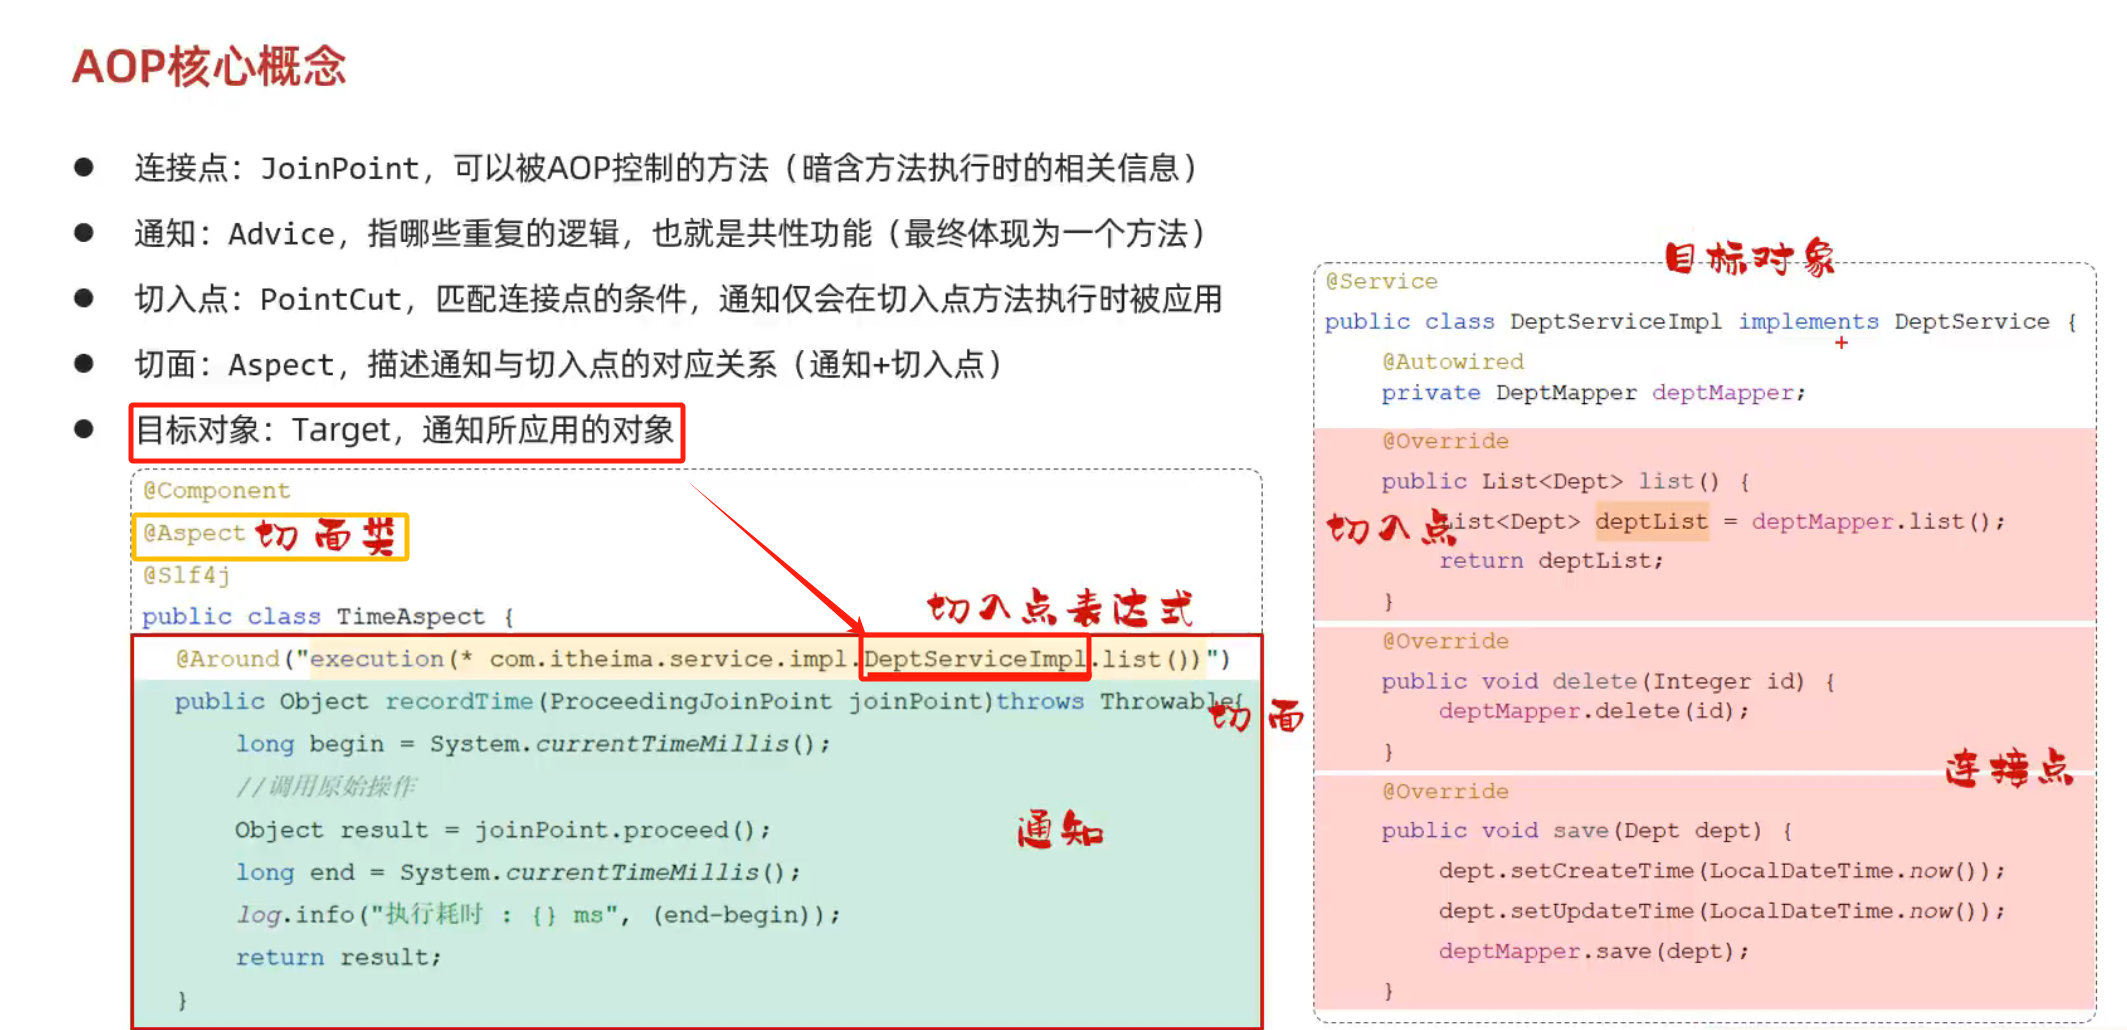 AOP核心概念
● 连接点：JoinPoint，可以被AOP控制的方法（暗含方法执行时的相关信息）
● 通知：Advice，指哪些重复的逻辑，也就是共性功能（最终体现为一个方法）
● 切入点：PointCut，匹配连接点的条件，通知仅会在切入点方法执行时被应用
● 切面：Aspect，描述通知与切入点的对应关系（通知+切入点）
● 目标对象：Target，通知所应用的对象
@Component
@Aspect 切面类
@Slf4j
public class TimeAspect {
切入点表达式
@Around("execution(* com.itheima.service.impl.DeptServiceImpl.list())")
public Object recordTime(ProceedingJoinPoint joinPoint)throws Throwable{
切面
long begin = System.currentTimeMillis();
//调用原始操作
Object result = joinPoint.proceed();
通知
long end = System.currentTimeMillis();
log.info("执行耗时 : {} ms", (end-begin));
return result;
}
目标对象
@Service
public class DeptServiceImpl implements DeptService {
@Autowired
private DeptMapper deptMapper;
@Override
public List<Dept> list() {
切入点
List<Dept> deptList = deptMapper.list();
return deptList;
}
@Override
public void delete(Integer id) {
deptMapper.delete(id);
}
连接点
@Override
public void save(Dept dept) {
dept.setCreateTime(LocalDateTime.now());
dept.setUpdateTime(LocalDateTime.now());
deptMapper.save(dept);
}